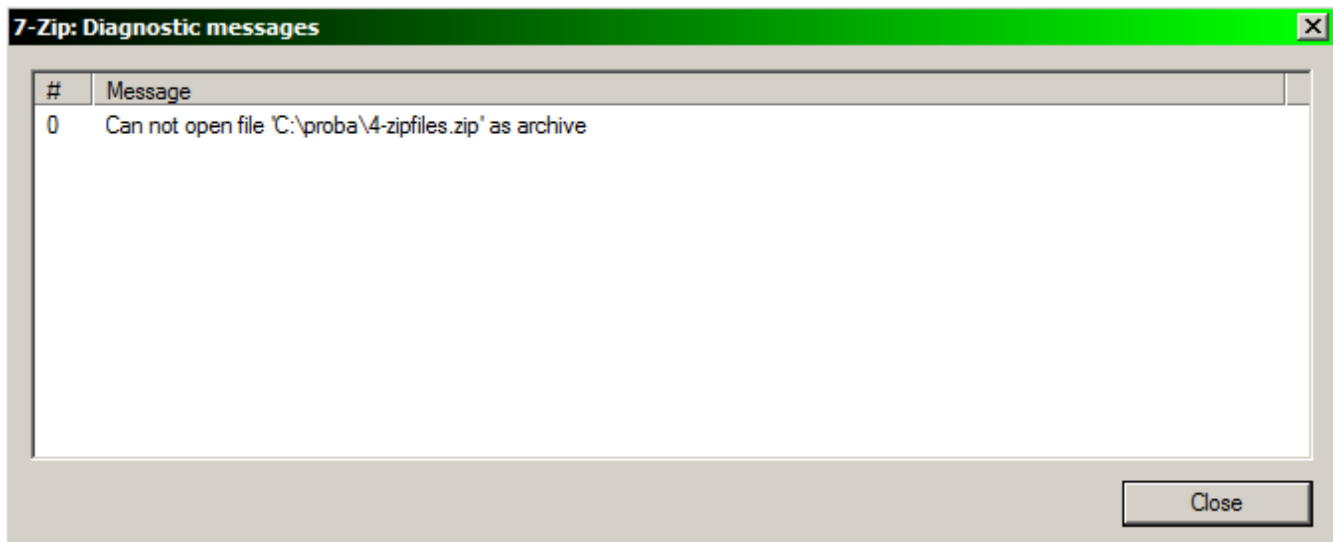 7-Zip: Diagnostic messages
# Message
0 Can not open file 'C:\proba\4-zipfiles.zip' as archive
Close